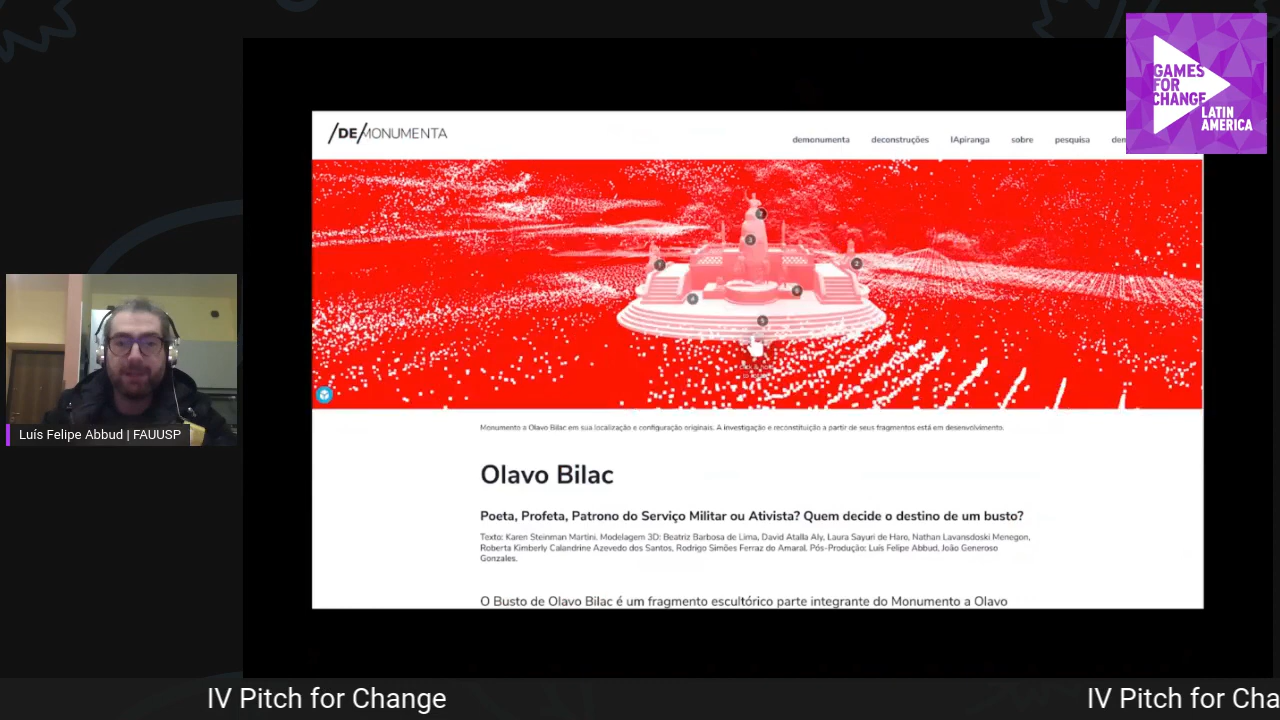 GAMES
FOR
CHANGE
LATIN
AMERICA
/DE/MONUMENTA
demonumenta deconstruções IApiranga sobre pesquisa
Monumento a Olavo Bilac em sua localização e configuração originais. A investigação e reconstituição a partir de seus fragmentos está em desenvolvimento.
Olavo Bilac
Poeta, Profeta, Patrono do Serviço Militar ou Ativista? Quem decide o destino de um busto?
Texto: Karen Steinman Martini. Modelagem 3D: Beatriz Barbosa de Lima, David Atalla Aly, Laura Sayuri de Haro, Nathan Lavansdoski Menegon,
Roberta Kimberly Calandrine Azevedo dos Santos, Rodrigo Simões Ferraz do Amaral. Pós-Produção: Luís Felipe Abbud, João Generoso
Gonzales.
O Busto de Olavo Bilac é um fragmento escultórico parte integrante do Monumento a Olavo
Luís Felipe Abbud | FAUUSP
IV Pitch for Change IV Pitch for Cha